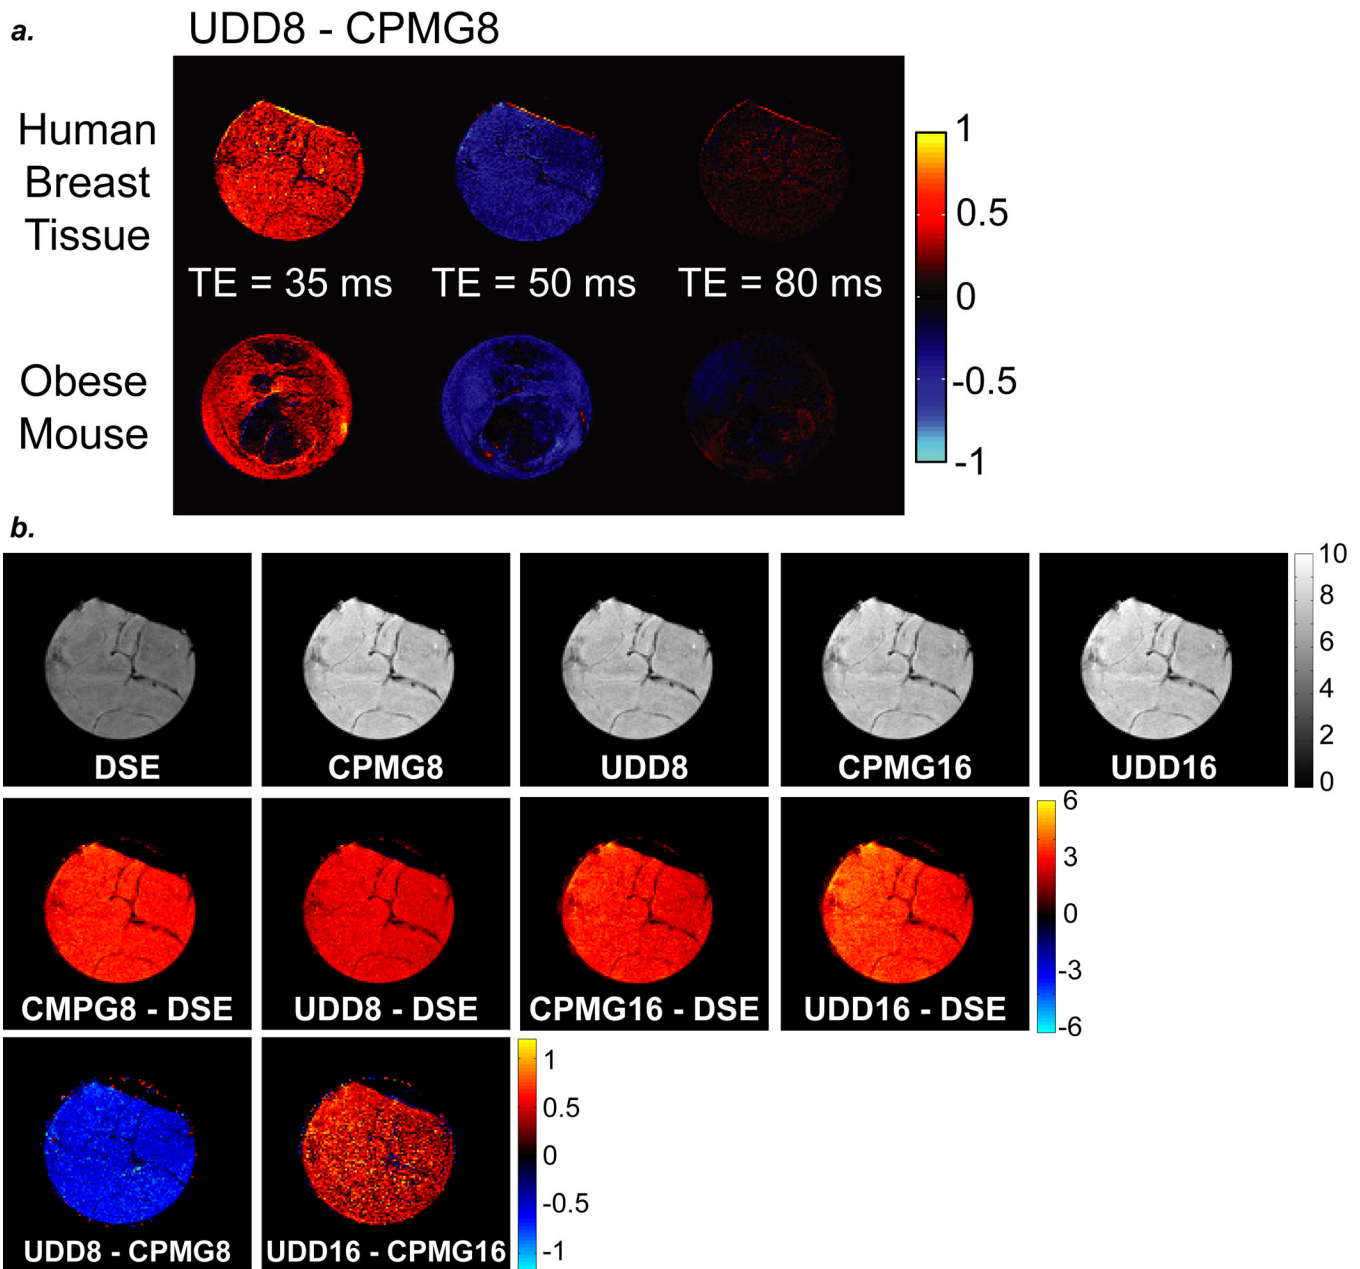 a.
UDD8 - CPMG8
Human
Breast
Tissue
1
0.5
0
-0.5
-1
TE = 35 ms
TE = 50 ms
TE = 80 ms
Obese
Mouse
b.
DSE
CPMG8
UDD8
CPMG16
UDD16
10
8
6
4
2
0
CMPG8 - DSE
UDD8 - DSE
CPMG16 - DSE
UDD16 - DSE
6
3
0
-3
-6
UDD8 - CPMG8
UDD16 - CPMG16
1
0.5
0
-0.5
-1